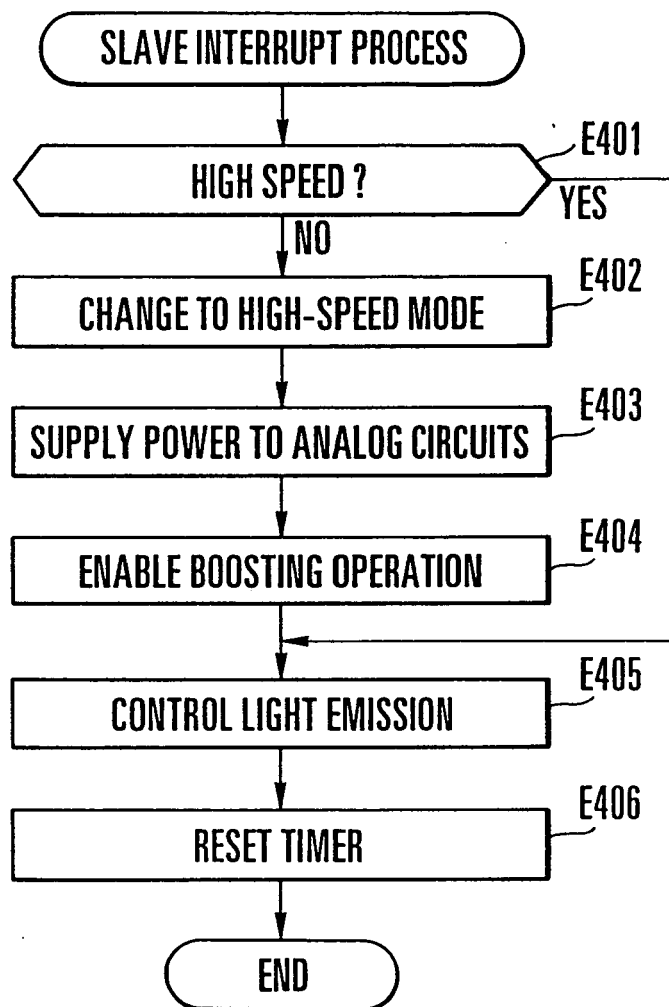 SLAVE INTERRUPT PROCESS
E401
HIGH SPEED ?
YES
NO
E402
CHANGE TO HIGH-SPEED MODE
E403
SUPPLY POWER TO ANALOG CIRCUITS
E404
ENABLE BOOSTING OPERATION
E405
CONTROL LIGHT EMISSION
E406
RESET TIMER
END